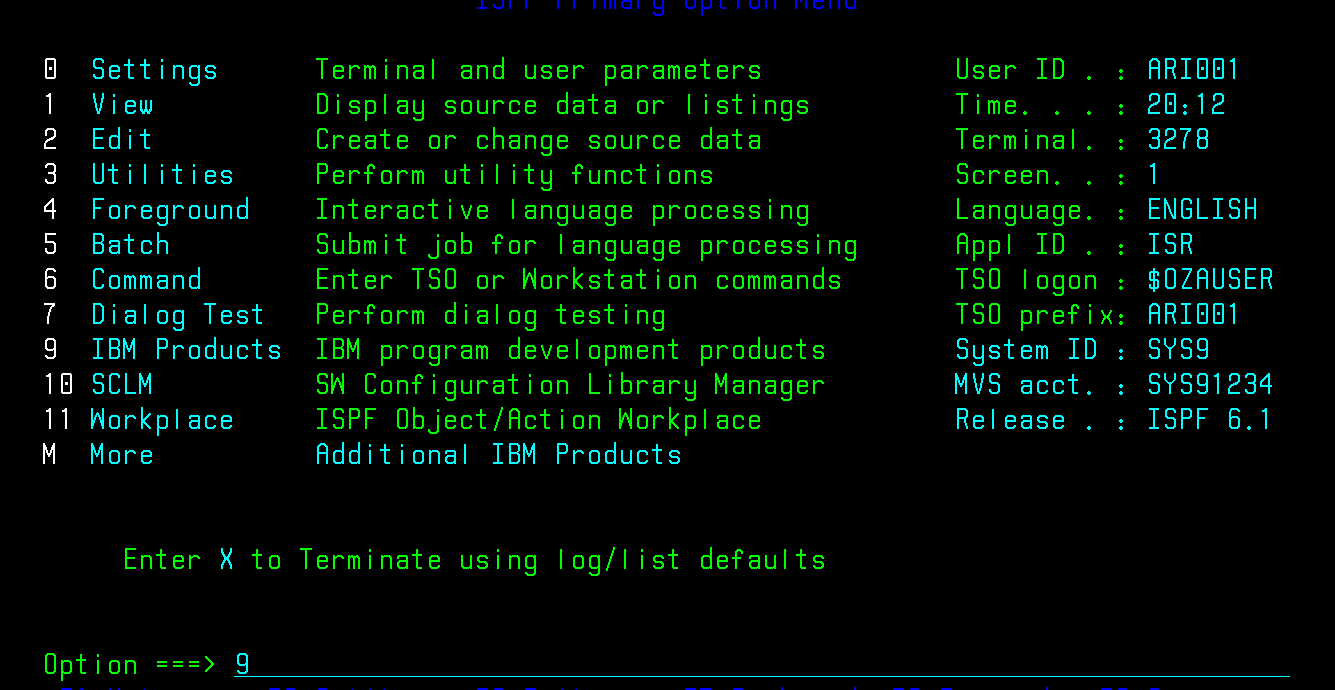 ISPF Primary Option Menu
0 Settings Terminal and user parameters User ID . : ARI001
1 View Display source data or listings Time. . . : 20:12
2 Edit Create or change source data Terminal. : 3278
3 Utilities Perform utility functions Screen. . : 1
4 Foreground Interactive language processing Language. : ENGLISH
5 Batch Submit job for language processing Appl ID . : ISR
6 Command Enter TSO or Workstation commands TSO logon : $OZAUSER
7 Dialog Test Perform dialog testing TSO prefix: ARI001
9 IBM Products IBM program development products System ID : SYS9
10 SCLM SW Configuration Library Manager MVS acct. : SYS91234
11 Workplace ISPF Object/Action Workplace Release . : ISPF 6.1
M More Additional IBM Products
Enter X to Terminate using log/list defaults
Option ===> 9